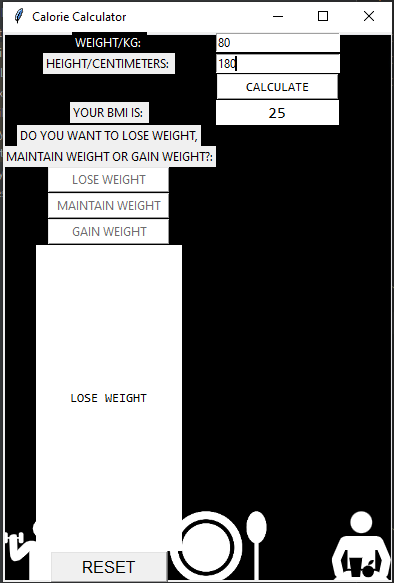 Calorie Calculator
WEIGHT/KG:
80
HEIGHT/CENTIMETERS:
180
CALCULATE
YOUR BMI IS:
25
DO YOU WANT TO LOSE WEIGHT,
MAINTAIN WEIGHT OR GAIN WEIGHT?:
LOSE WEIGHT
MAINTAIN WEIGHT
GAIN WEIGHT
LOSE WEIGHT
RESET